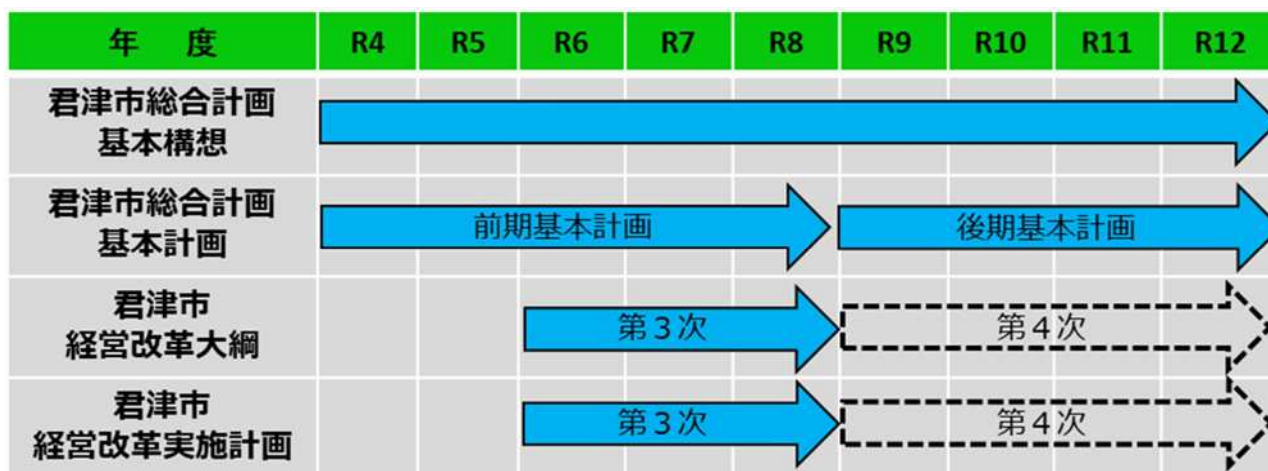 年　度 R4 R5 R6 R7 R8 R9 R10 R11 R12
君津市総合計画
基本構想
君津市総合計画
基本計画
前期基本計画 後期基本計画
君津市
経営改革大綱
第３次 第４次
君津市
経営改革実施計画
第３次 第４次